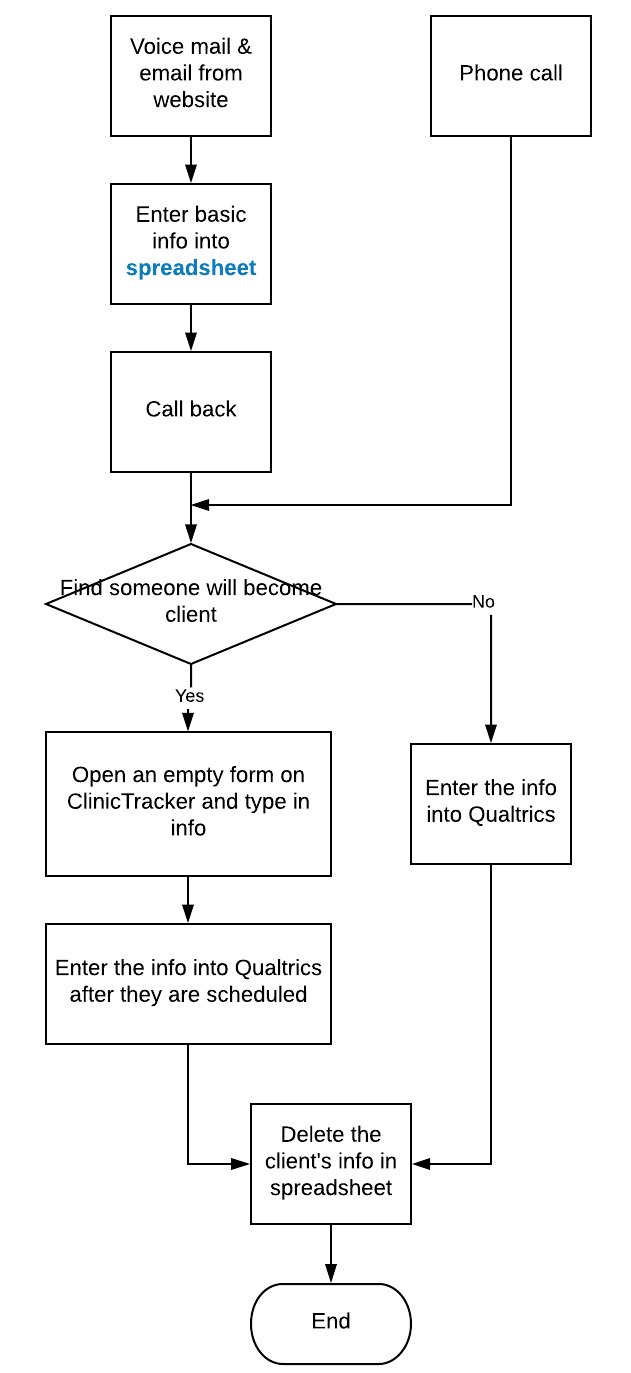 Voice mail &
email from
website
Phone call
Enter basic
info into
spreadsheet
Call back
Find someone will become
client
No
Yes
Open an empty form on
ClinicTracker and type in
info
Enter the info
into Qualtrics
Enter the info into Qualtrics
after they are scheduled
Delete the
client's info in
spreadsheet
End